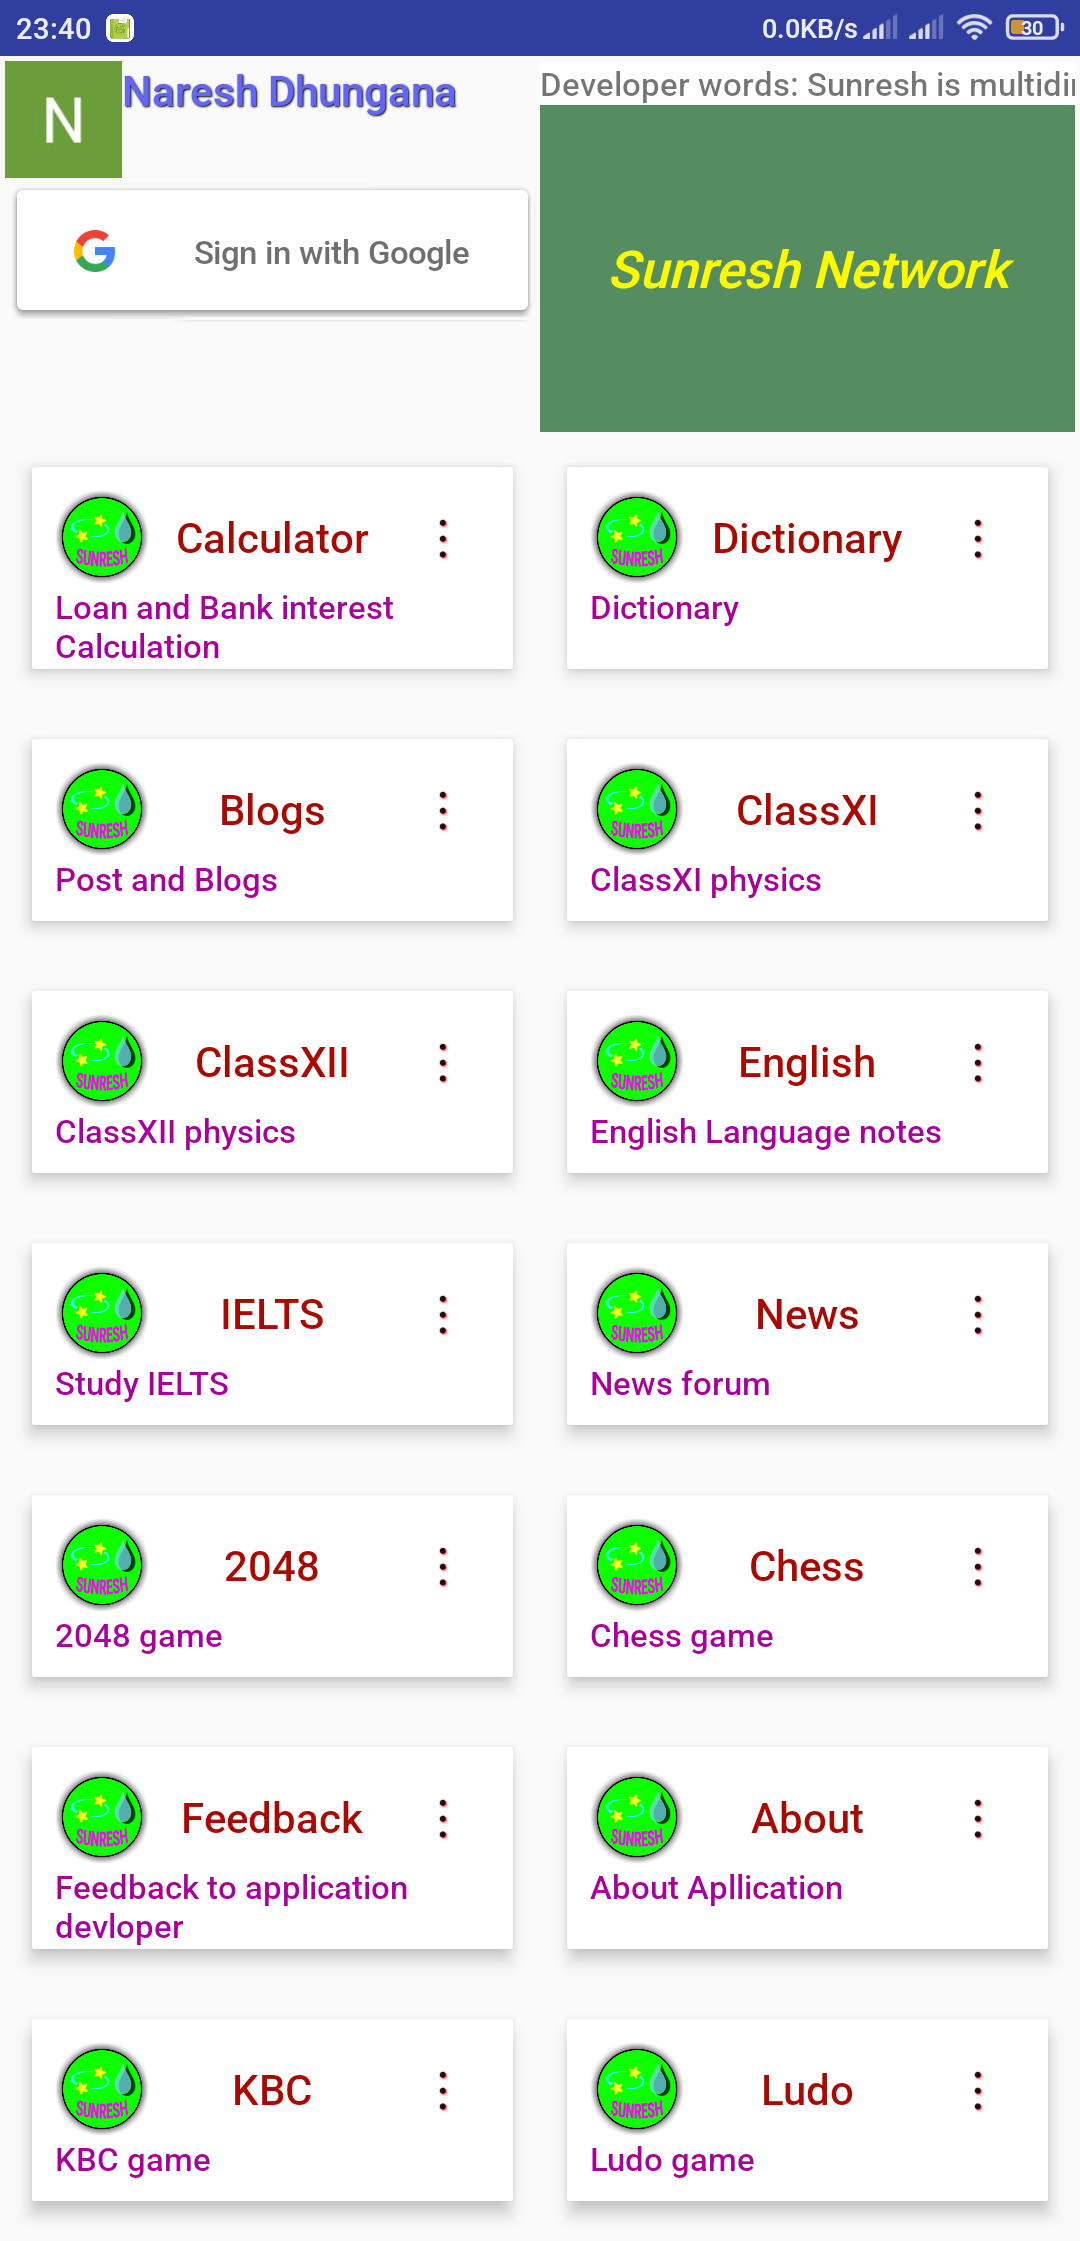 23:40
0.0KB/s
30
N
Naresh Dhungana
Developer words: Sunresh is multidi
Sign in with Google
Sunresh Network
SUNRESH
Calculator
Loan and Bank interest
Calculation
SUNRESH
Dictionary
Dictionary
SUNRESH
Blogs
Post and Blogs
SUNRESH
ClassXI
ClassXI physics
SUNRESH
ClassXII
ClassXII physics
SUNRESH
English
English Language notes
SUNRESH
IELTS
Study IELTS
SUNRESH
News
News forum
SUNRESH
2048
2048 game
SUNRESH
Chess
Chess game
SUNRESH
Feedback
Feedback to application
devloper
SUNRESH
About
About Apllication
SUNRESH
KBC
KBC game
SUNRESH
Ludo
Ludo game